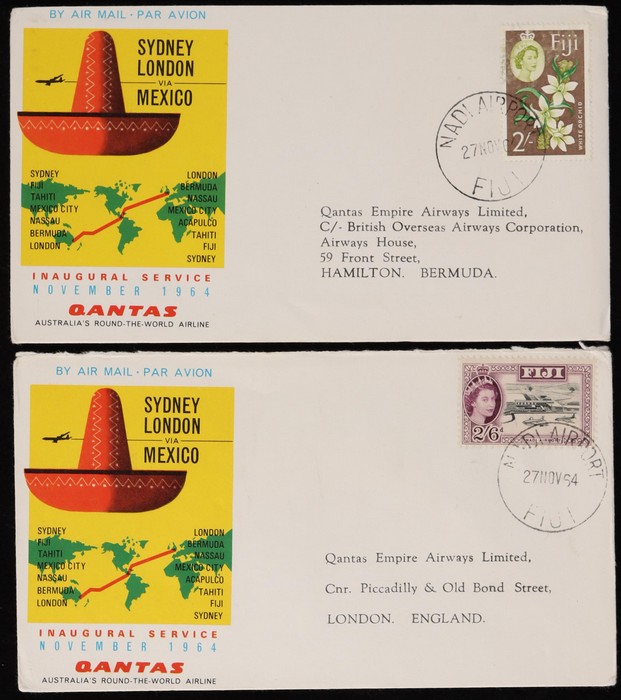 BY AIR MAIL · PAR AVION
SYDNEY
LONDON
VIA
MEXICO
SYDNEY
FIJI
TAHITI
MEXICO CITY
NASSAU
BERMUDA
LONDON
LONDON
BERMUDA
NASSAU
MEXICO CITY
ACAPULCO
TAHITI
FIJI
SYDNEY
INAUGURAL SERVICE
NOVEMBER 1964
QANTAS
AUSTRALIA'S ROUND-THE-WORLD AIRLINE
Fiji
2/-
WHITE ORCHID
NADI AIRPORT
27 NOV 64
FIJI
Qantas Empire Airways Limited,
C/- British Overseas Airways Corporation,
Airways House,
59 Front Street,
HAMILTON. BERMUDA.
BY AIR MAIL · PAR AVION
SYDNEY
LONDON
VIA
MEXICO
SYDNEY
FIJI
TAHITI
MEXICO CITY
NASSAU
BERMUDA
LONDON
LONDON
BERMUDA
NASSAU
MEXICO CITY
ACAPULCO
TAHITI
FIJI
SYDNEY
INAUGURAL SERVICE
NOVEMBER 1964
QANTAS
AUSTRALIA'S ROUND-THE-WORLD AIRLINE
FIJI
2/6d
NADI AIRPORT
27 NOV 64
FIJI
Qantas Empire Airways Limited,
Cnr. Piccadilly & Old Bond Street,
LONDON. ENGLAND.